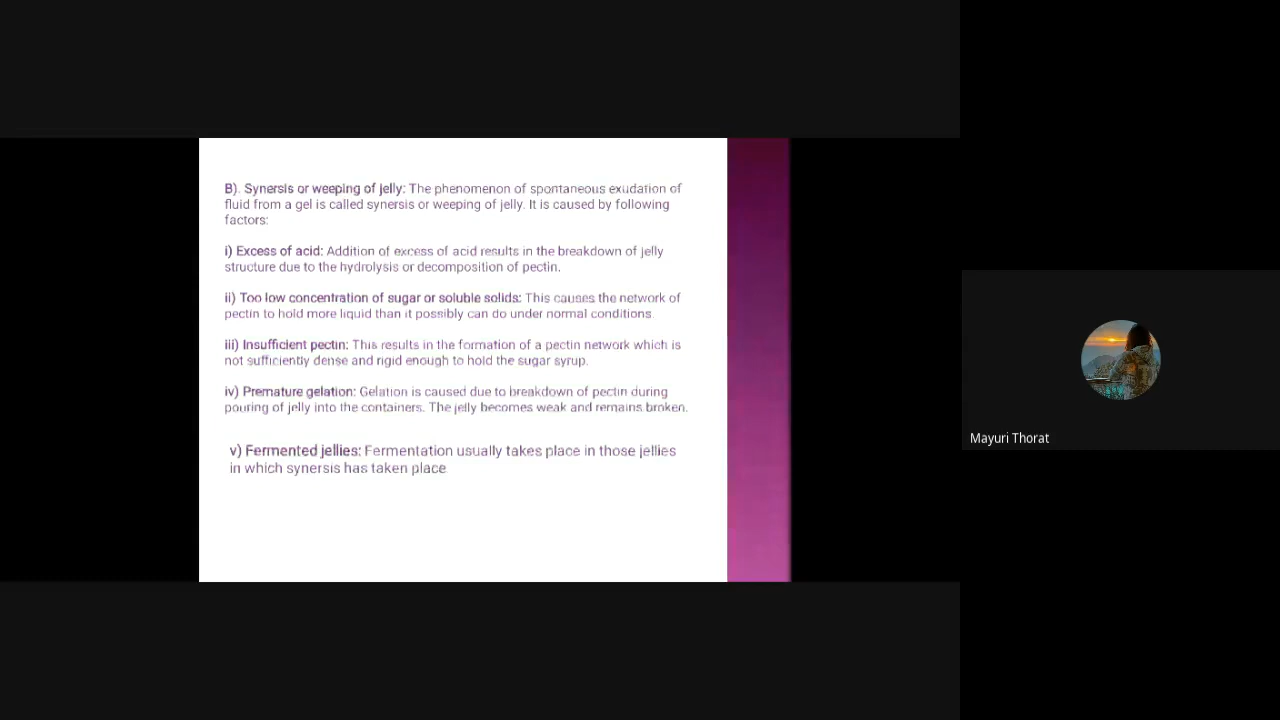 B). Synersis or weeping of jelly: The phenomenon of spontaneous exudation of
fluid from a gel is called synersis or weeping of jelly. It is caused by following
factors:
i) Excess of acid: Addition of excess of acid results in the breakdown of jelly
structure due to the hydrolysis or decomposition of pectin.
ii) Too low concentration of sugar or soluble solids: This causes the network of
pectin to hold more liquid than it possibly can do under normal conditions.
iii) Insufficient pectin: This results in the formation of a pectin network which is
not sufficiently dense and rigid enough to hold the sugar syrup.
iv) Premature gelation: Gelation is caused due to breakdown of pectin during
pouring of jelly into the containers. The jelly becomes weak and remains broken.
v) Fermented jellies: Fermentation usually takes place in those jellies
in which synersis has taken place
Mayuri Thorat